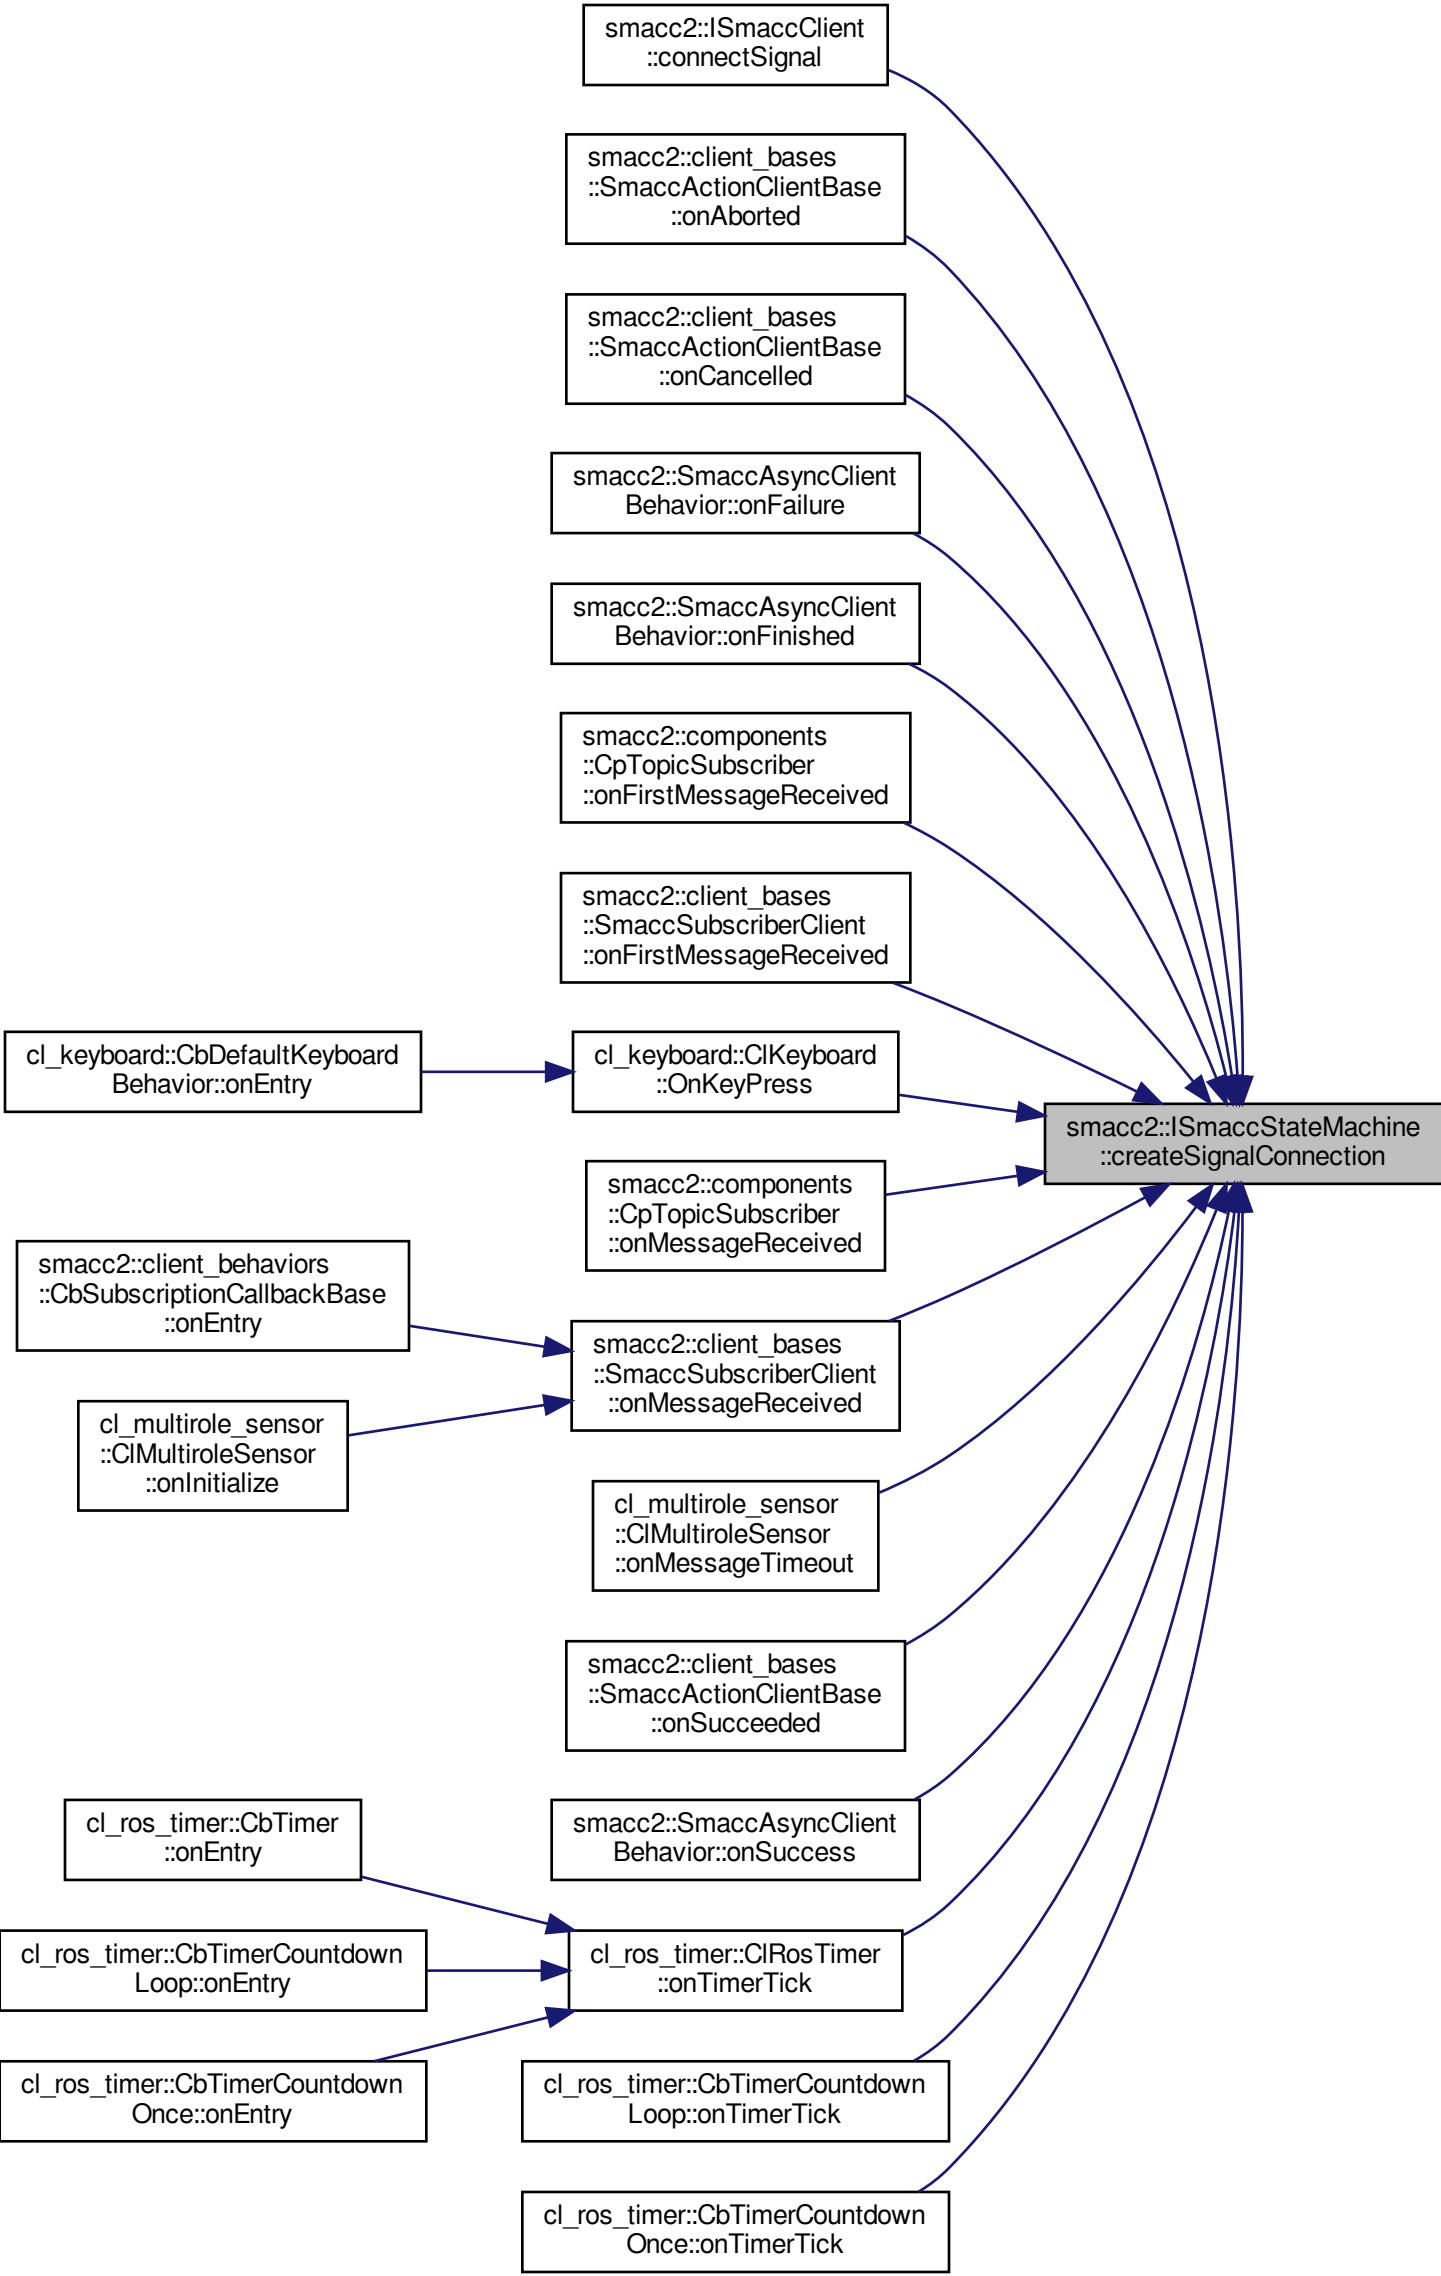 smacc2::ISmaccClient
::connectSignal
smacc2::client_bases
::SmaccActionClientBase
::onAborted
smacc2::client_bases
::SmaccActionClientBase
::onCancelled
smacc2::SmaccAsyncClient
Behavior::onFailure
smacc2::SmaccAsyncClient
Behavior::onFinished
smacc2::components
::CpTopicSubscriber
::onFirstMessageReceived
smacc2::client_bases
::SmaccSubscriberClient
::onFirstMessageReceived
cl_keyboard::CbDefaultKeyboard
Behavior::onEntry
cl_keyboard::ClKeyboard
::OnKeyPress
smacc2::ISmaccStateMachine
::createSignalConnection
smacc2::components
::CpTopicSubscriber
::onMessageReceived
smacc2::client_behaviors
::CbSubscriptionCallbackBase
::onEntry
smacc2::client_bases
::SmaccSubscriberClient
::onMessageReceived
cl_multirole_sensor
::ClMultiroleSensor
::onInitialize
cl_multirole_sensor
::ClMultiroleSensor
::onMessageTimeout
smacc2::client_bases
::SmaccActionClientBase
::onSucceeded
cl_ros_timer::CbTimer
::onEntry
smacc2::SmaccAsyncClient
Behavior::onSuccess
cl_ros_timer::CbTimerCountdown
Loop::onEntry
cl_ros_timer::ClRosTimer
::onTimerTick
cl_ros_timer::CbTimerCountdown
Once::onEntry
cl_ros_timer::CbTimerCountdown
Loop::onTimerTick
cl_ros_timer::CbTimerCountdown
Once::onTimerTick